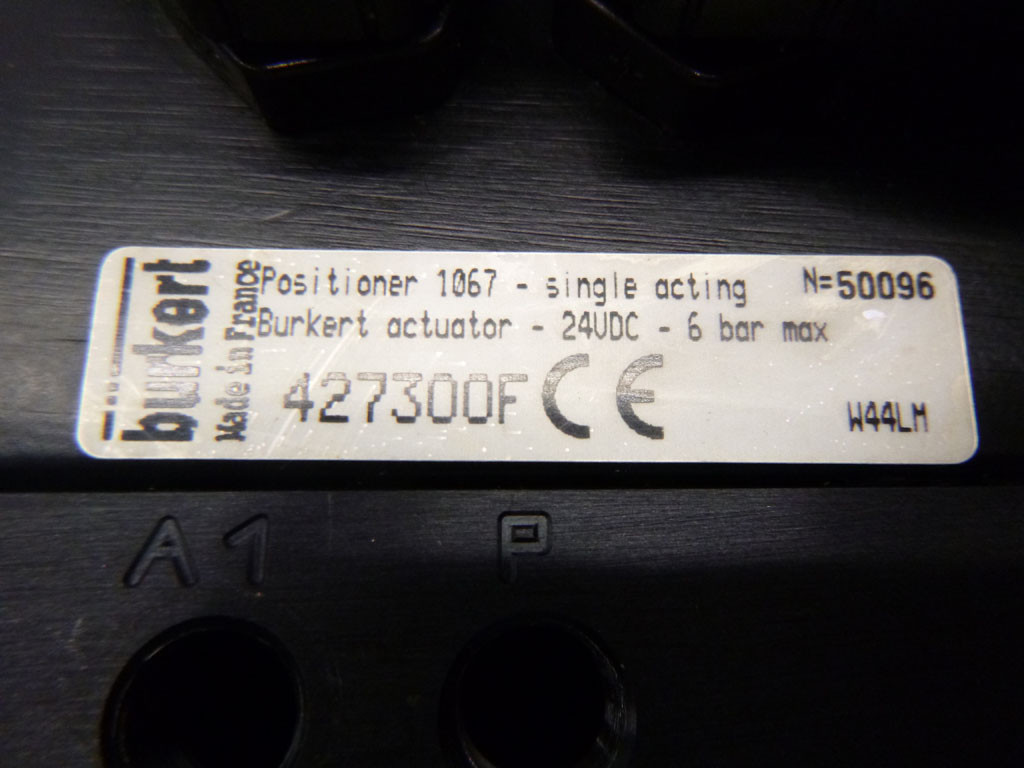 burkert
Made in France
Positioner 1067 - single acting N=50096
Burkert actuator - 24VDC - 6 bar max
427300F CE
W44LM
A1 P